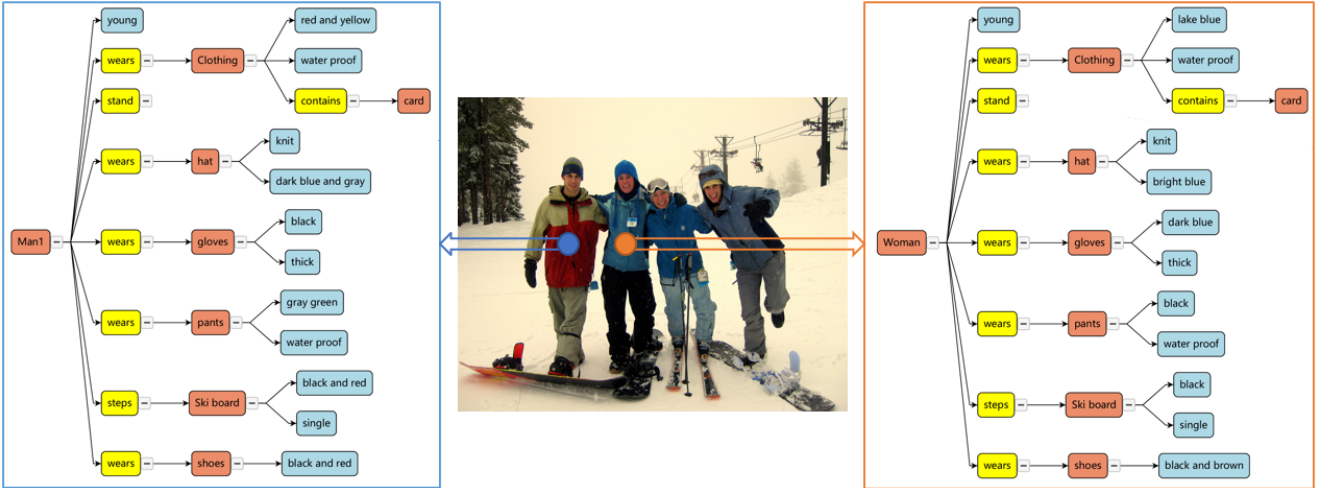 young
red and yellow
wears
Clothing
water proof
stand
contains
card
knit
wears
hat
dark blue and gray
black
Man1
wears
gloves
thick
gray green
wears
pants
water proof
black and red
steps
Ski board
single
wears
shoes
black and red
young
lake blue
wears
Clothing
water proof
stand
contains
card
knit
wears
hat
bright blue
dark blue
Woman
wears
gloves
thick
black
wears
pants
water proof
black
steps
Ski board
single
wears
shoes
black and brown